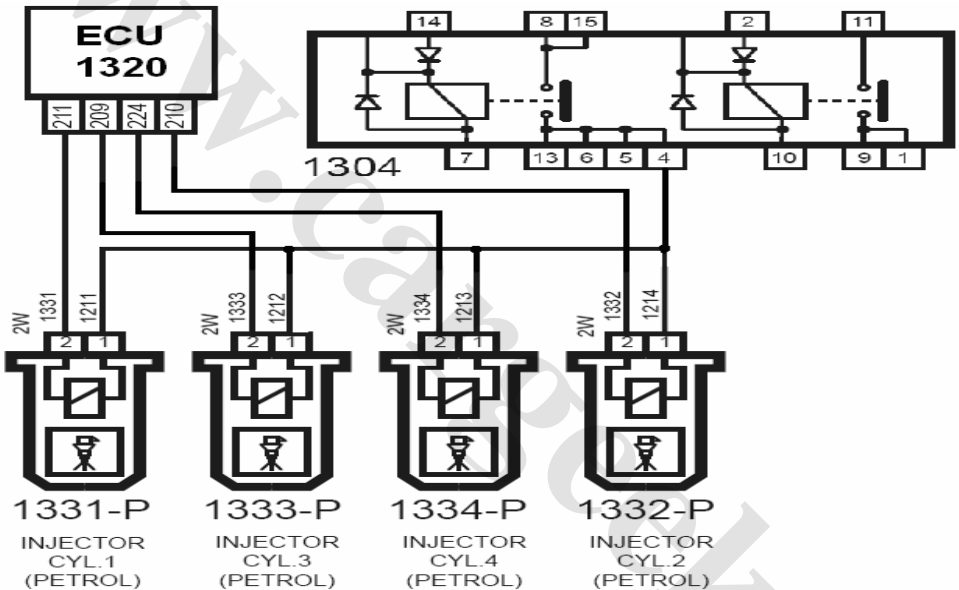 ECU
1320
211 209 224 210
14 8 15 2 11
7 13 6 5 4 10 9 1
1304
2W 1331 1211 2W 1333 1212 2W 1334 1213 2W 1332 1214
2 1 2 1 2 1 2 1
1331-P 1333-P 1334-P 1332-P
INJECTOR INJECTOR INJECTOR INJECTOR
CYL.1 CYL.3 CYL.4 CYL.2
(PETROL) (PETROL) (PETROL) (PETROL)
w.cargeek